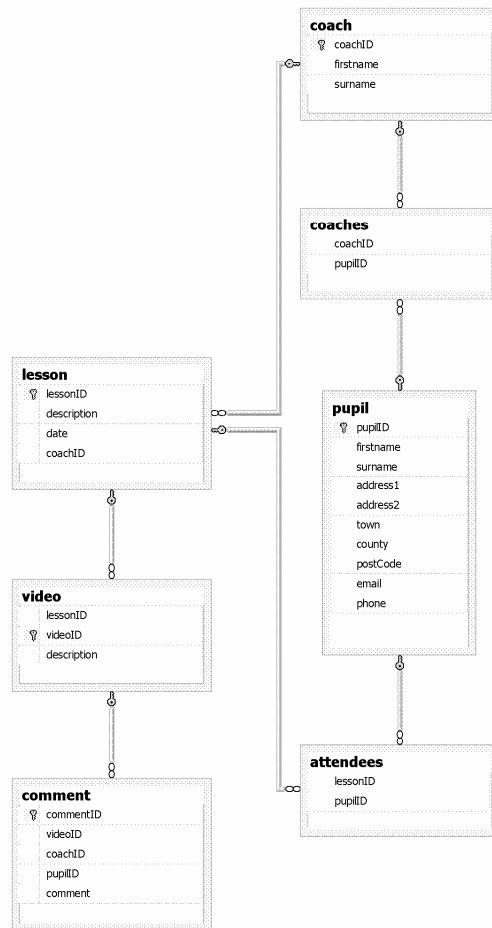 coach
coachID
firstname
surname
coaches
coachID
pupilID
lesson
lessonID
description
date
coachID
pupil
pupilID
firstname
surname
address1
address2
town
county
postCode
email
phone
video
lessonID
videoID
description
attendees
lessonID
pupilID
comment
commentID
videoID
coachID
pupilID
comment